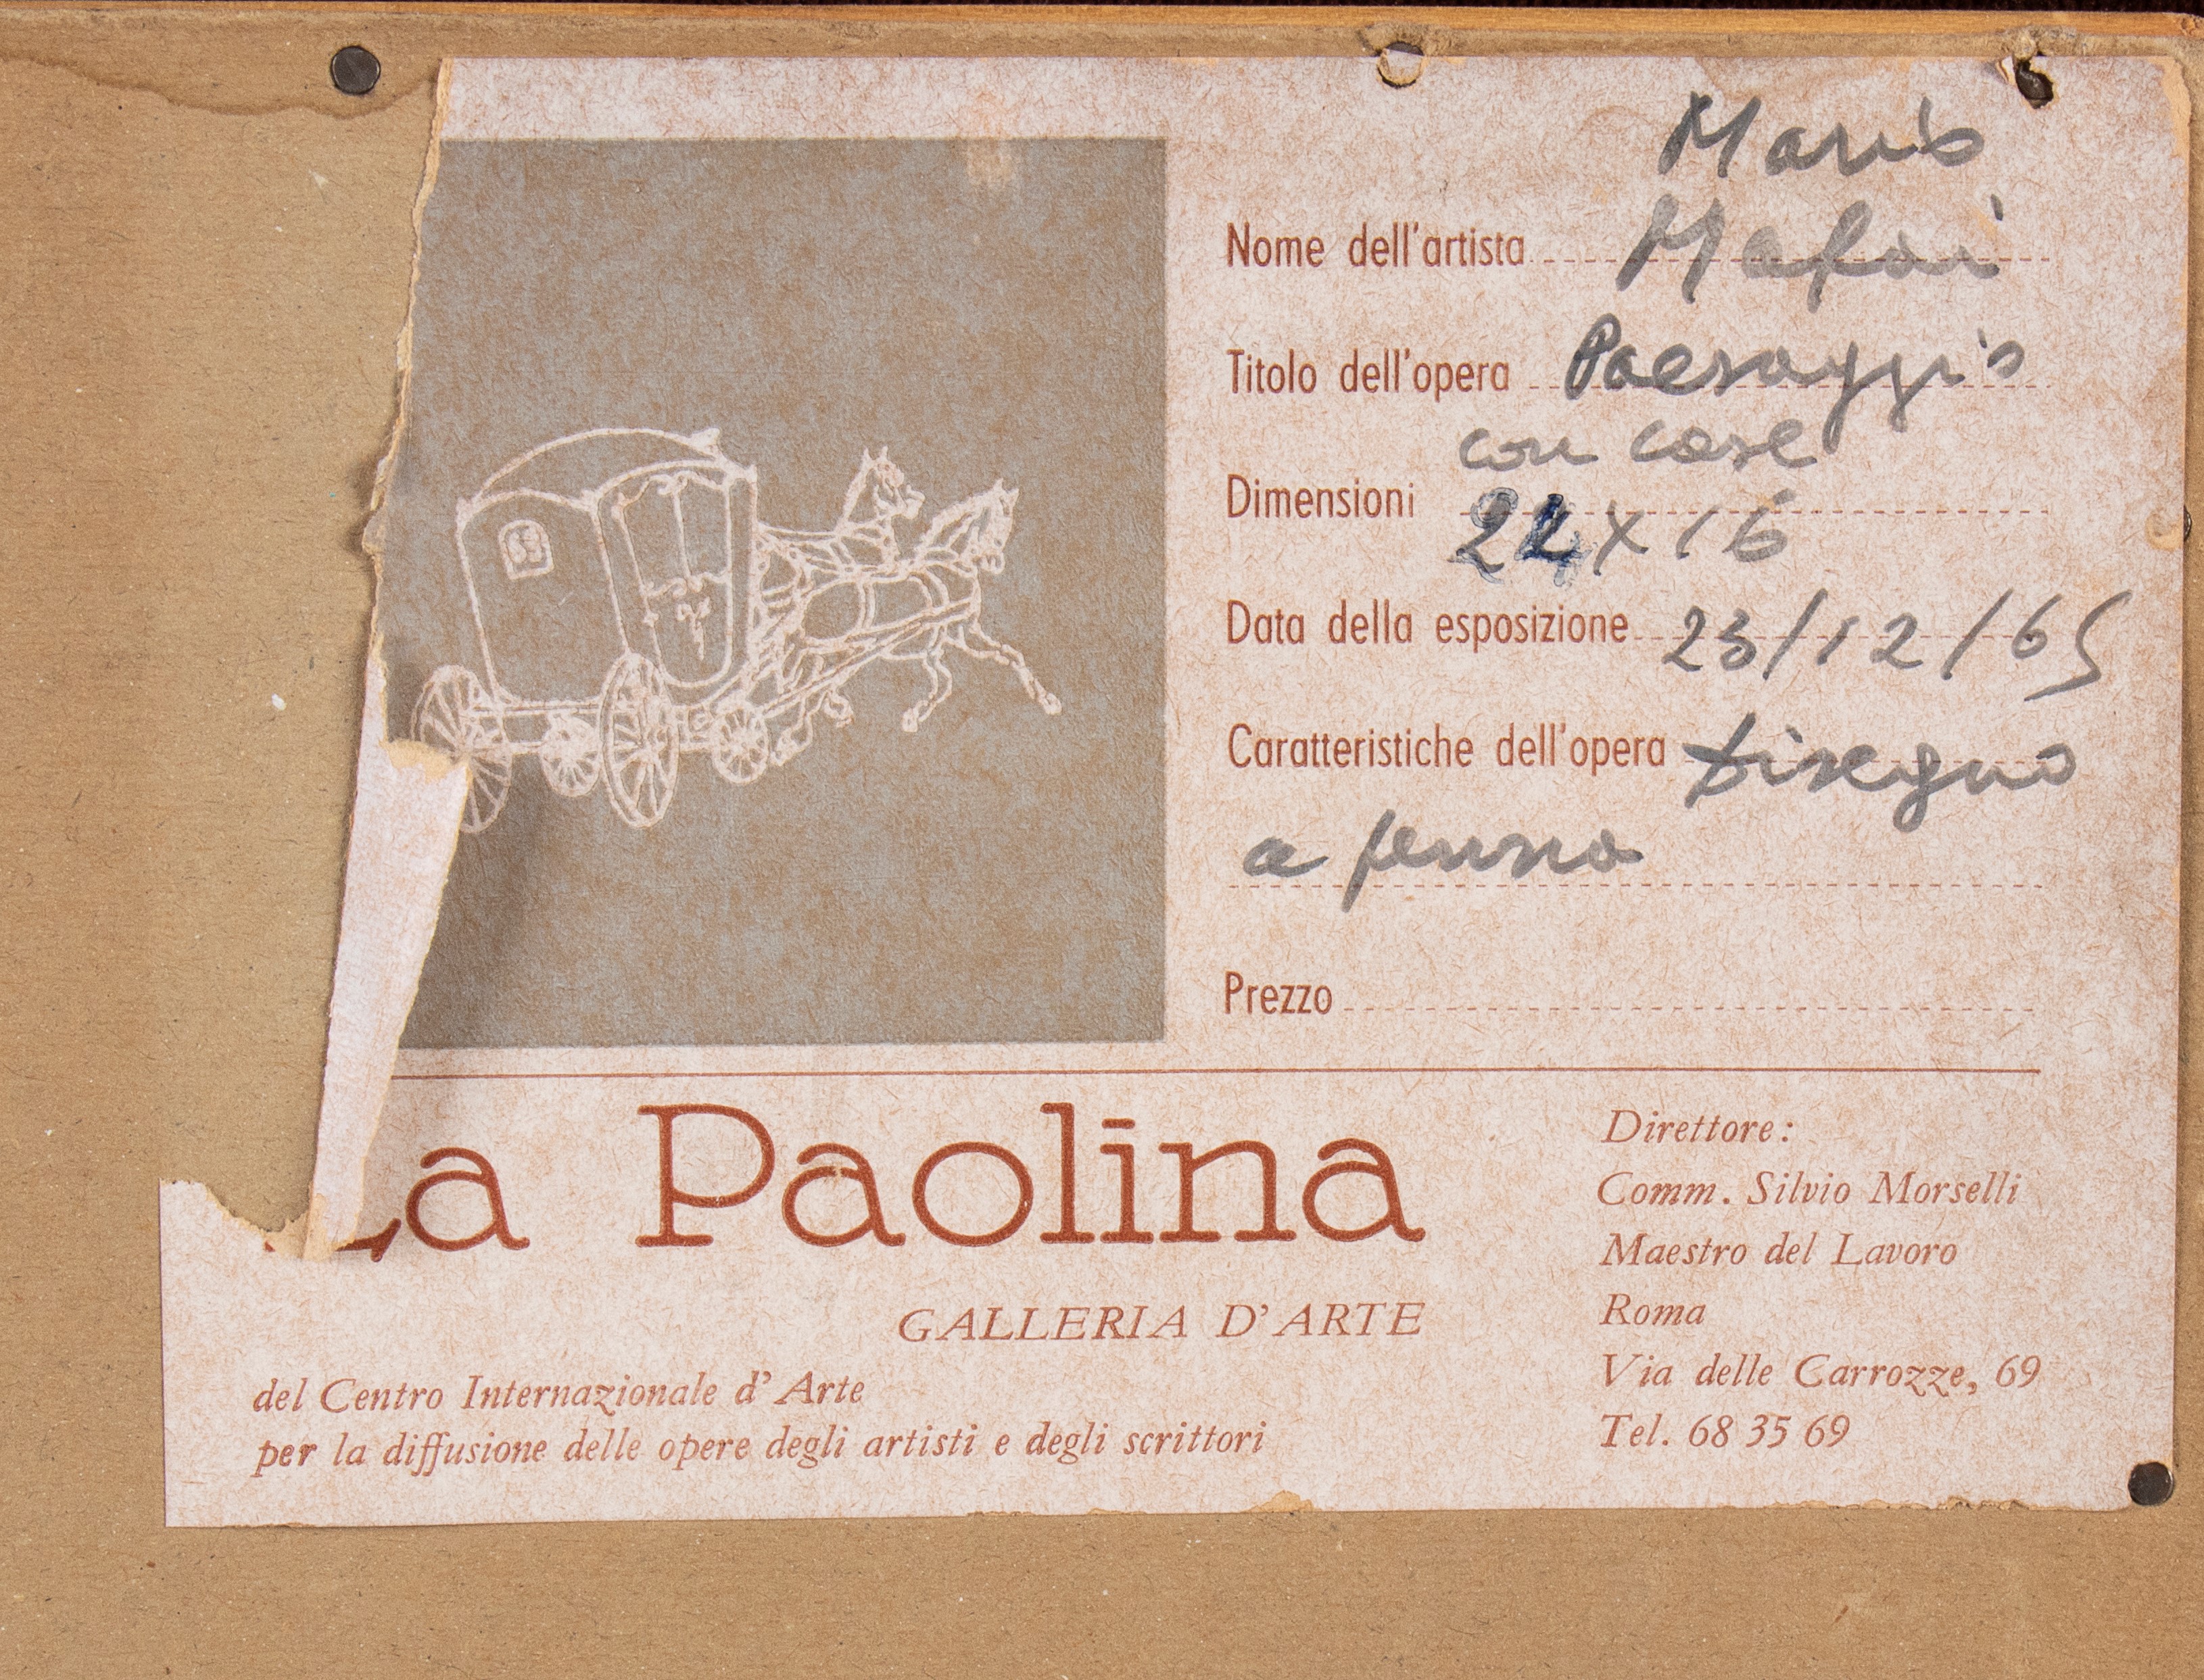 Mario
Nome dell'artista Mafai
Titolo dell'opera Paesaggio
con case
Dimensioni 24 x 16
Data della esposizione 23/12/65
Caratteristiche dell'opera Disegno
a penna
Prezzo
La Paolina
GALLERIA D'ARTE
del Centro Internazionale d'Arte
per la diffusione delle opere degli artisti e degli scrittori
Direttore:
Comm. Silvio Morselli
Maestro del Lavoro
Roma
Via delle Carrozze, 69
Tel. 68 35 69